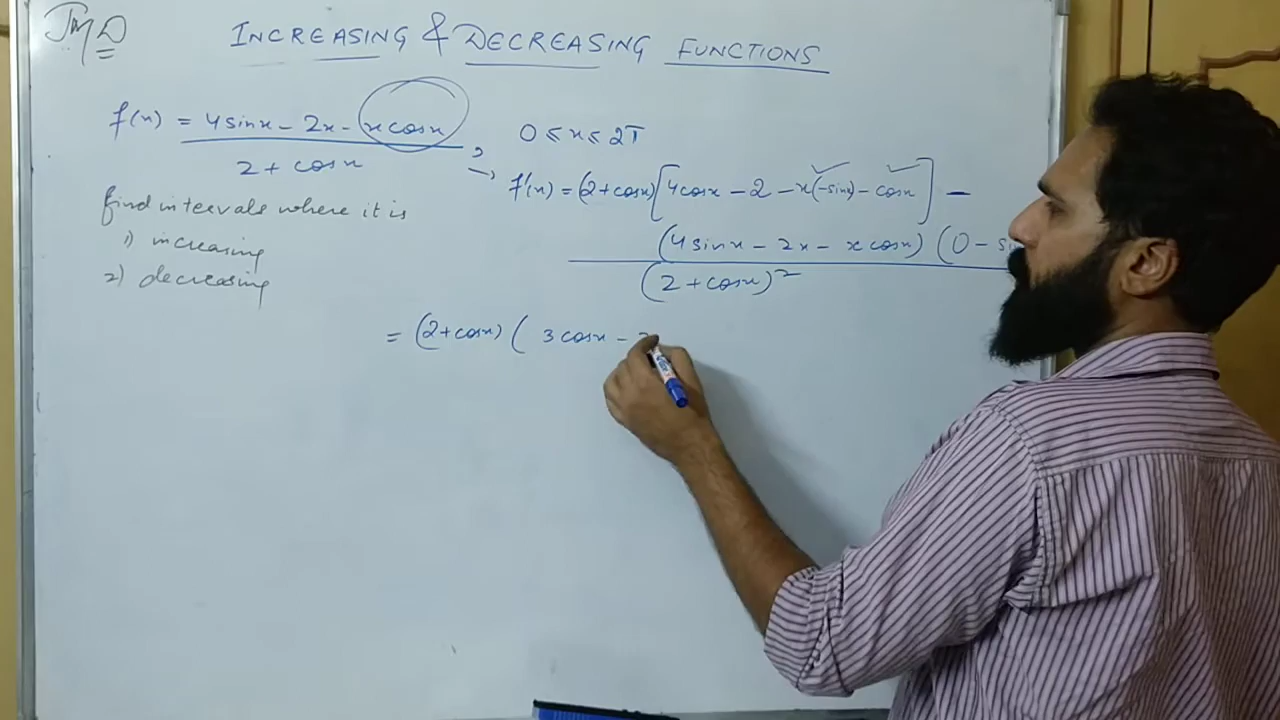 JMD
INCREASING & DECREASING FUNCTIONS
f(x) = 4sinx - 2x - xcosx , 0 ≤ x ≤ 2π
2 + cosx
→ f'(x) = (2+cosx)[4cosx - 2 - x(-sinx) - cosx] -
find intervals where it is
(4sinx - 2x - xcosx) (0 -
1) increasing
(2+cosx)²
2) decreasing
= (2+cosx) ( 3cosx -